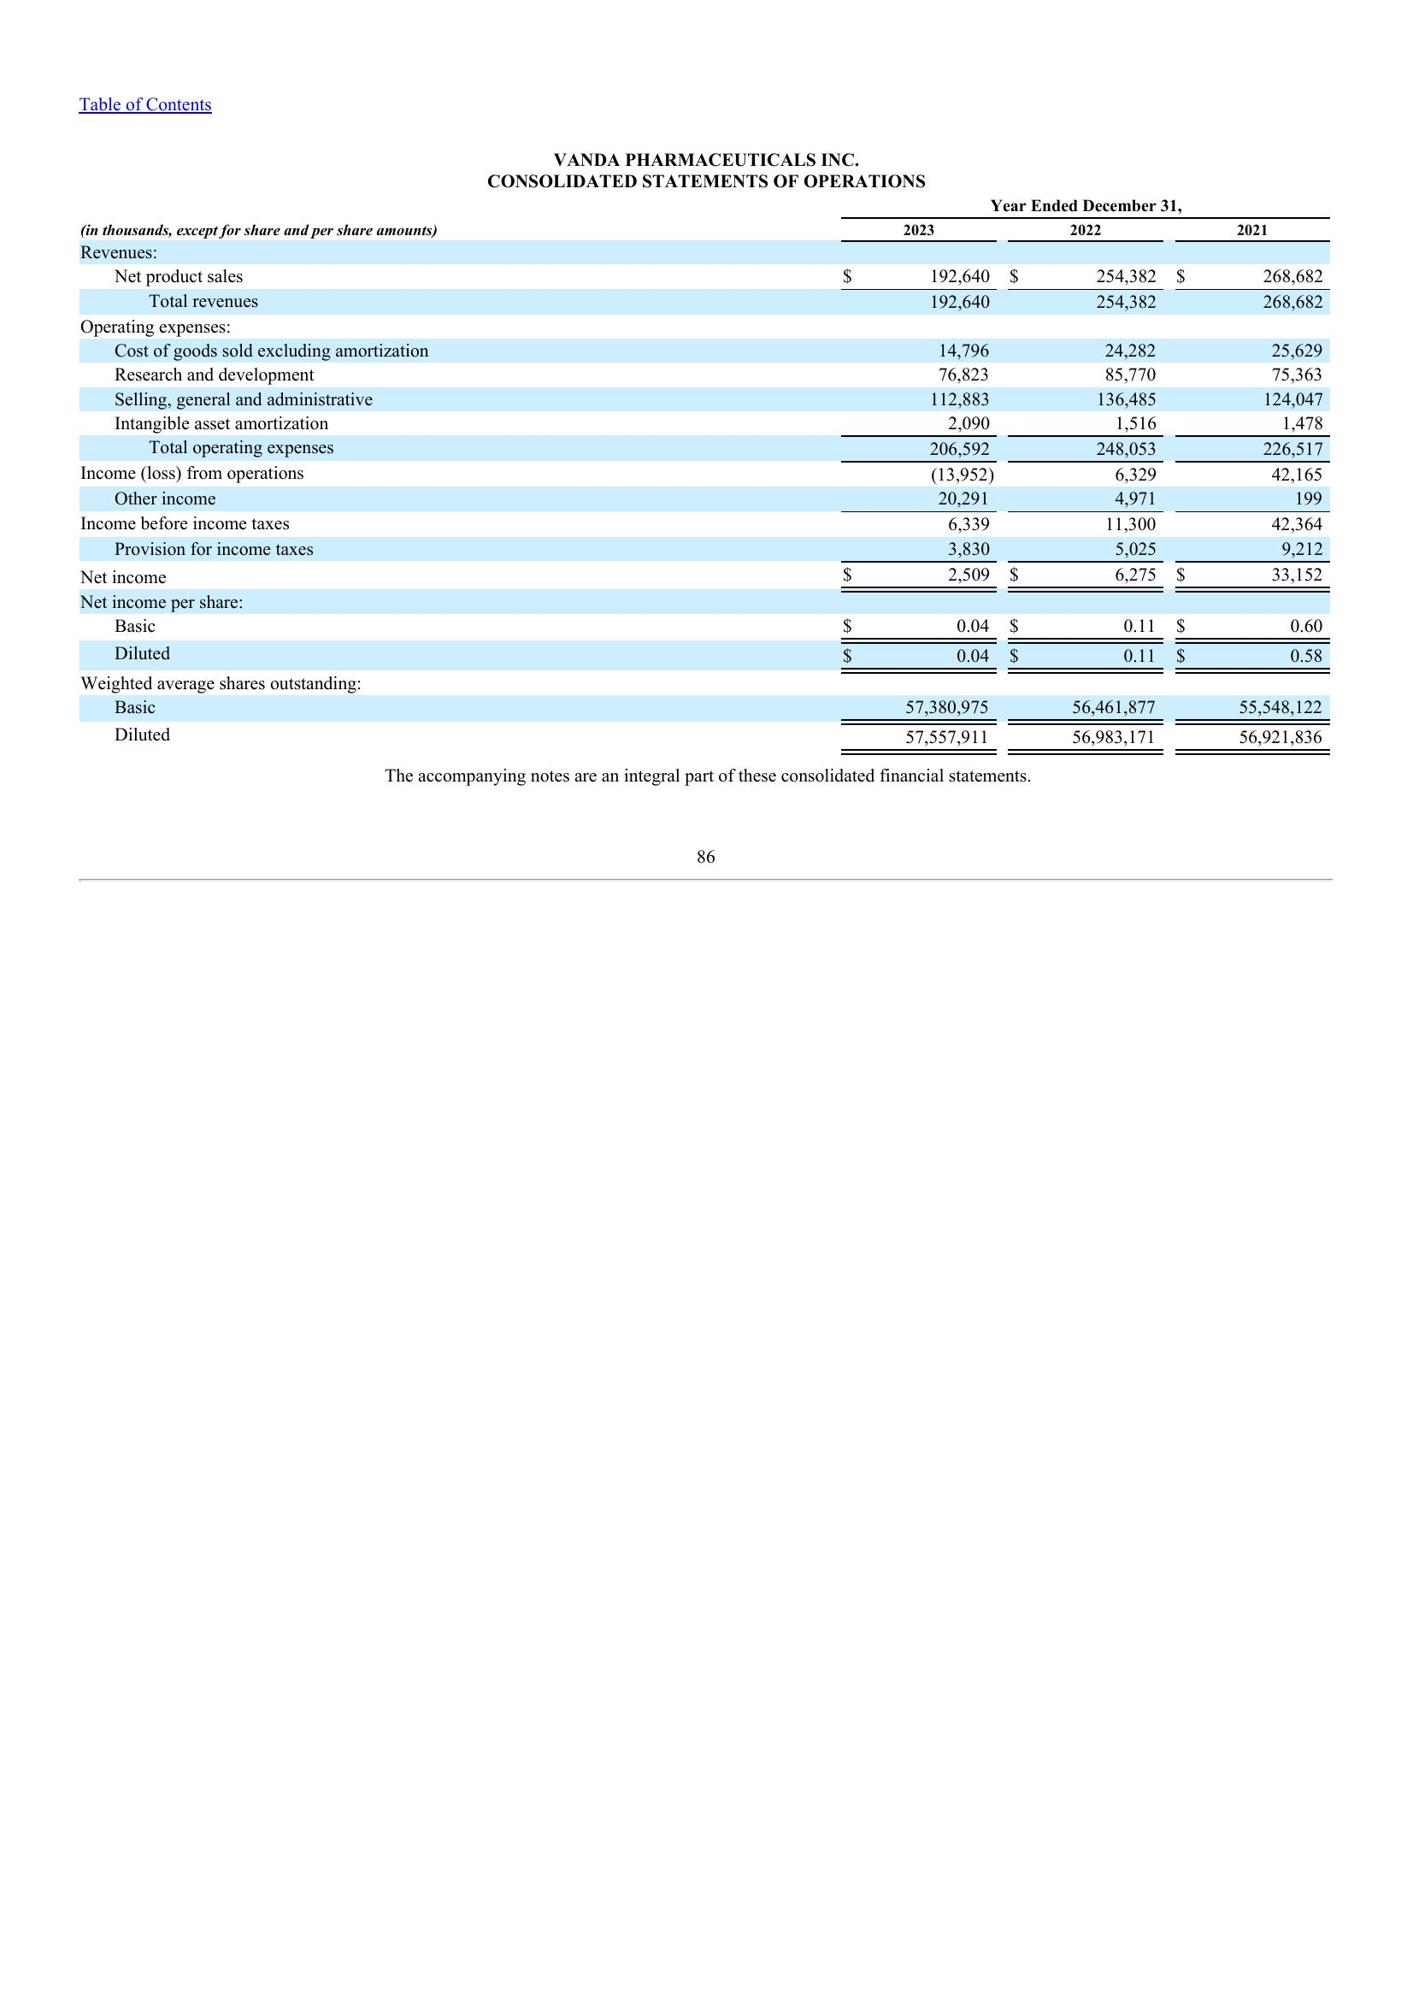 Table of Contents
VANDA PHARMACEUTICALS INC.
CONSOLIDATED STATEMENTS OF OPERATIONS
Year Ended December 31,
(in thousands, except for share and per share amounts) 2023 2022 2021
Revenues:
Net product sales $ 192,640 $ 254,382 $ 268,682
Total revenues 192,640 254,382 268,682
Operating expenses:
Cost of goods sold excluding amortization 14,796 24,282 25,629
Research and development 76,823 85,770 75,363
Selling, general and administrative 112,883 136,485 124,047
Intangible asset amortization 2,090 1,516 1,478
Total operating expenses 206,592 248,053 226,517
Income (loss) from operations (13,952) 6,329 42,165
Other income 20,291 4,971 199
Income before income taxes 6,339 11,300 42,364
Provision for income taxes 3,830 5,025 9,212
Net income $ 2,509 $ 6,275 $ 33,152
Net income per share:
Basic $ 0.04 $ 0.11 $ 0.60
Diluted $ 0.04 $ 0.11 $ 0.58
Weighted average shares outstanding:
Basic 57,380,975 56,461,877 55,548,122
Diluted 57,557,911 56,983,171 56,921,836
The accompanying notes are an integral part of these consolidated financial statements.
86